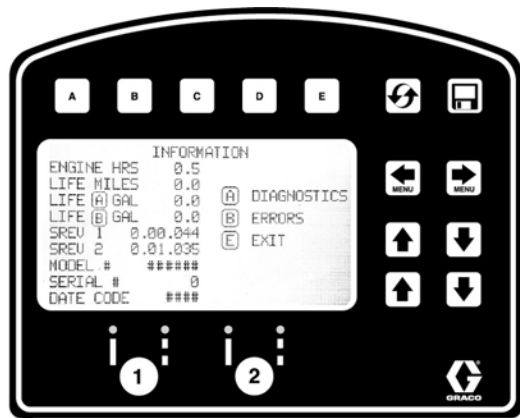 A B C D E
INFORMATION
ENGINE HRS 0.5
LIFE MILES 0.0
LIFE A GAL 0.0
LIFE B GAL 0.0
SREV 1 0.00.044
SREV 2 0.01.035
MODEL # ######
SERIAL # 0
DATE CODE ####
A DIAGNOSTICS
B ERRORS
E EXIT
MENU MENU
1 2
G
GRACO